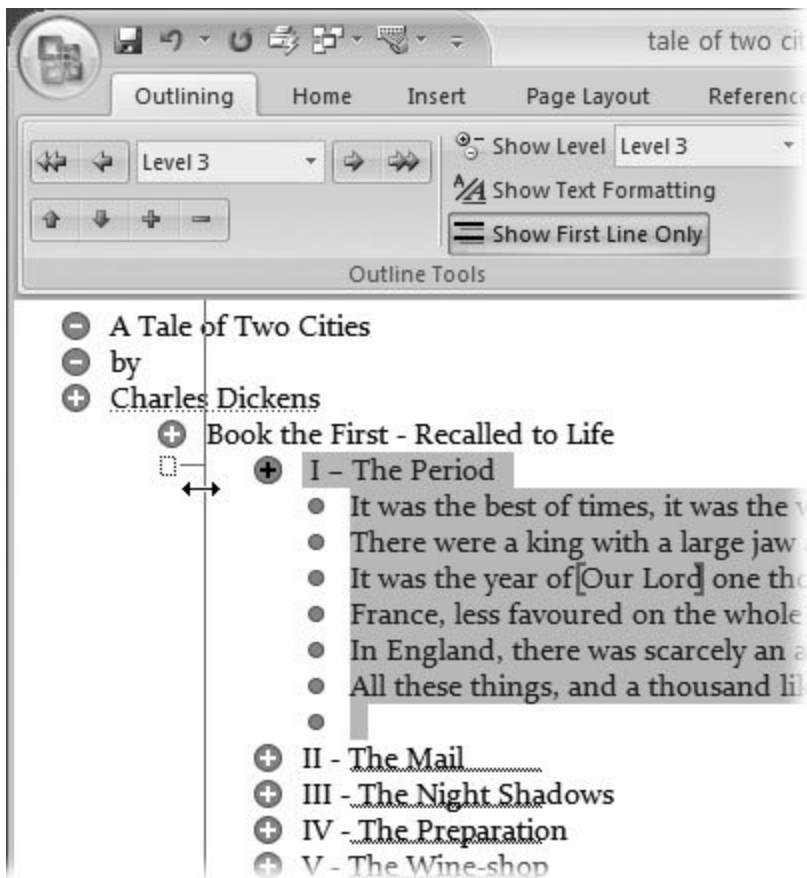 tale of two
Outlining Home Insert Page Layout Reference
Level 3 Show Level Level 3
Show Text Formatting
Show First Line Only
Outline Tools
A Tale of Two Cities
by
Charles Dickens
Book the First - Recalled to Life
I – The Period
It was the best of times, it was the
There were a king with a large jaw
It was the year of [Our Lord] one
France, less favoured on the whole
In England, there was scarcely an
All these things, and a thousand
II - The Mail
III - The Night Shadows
IV - The Preparation
V - The Wine-shop